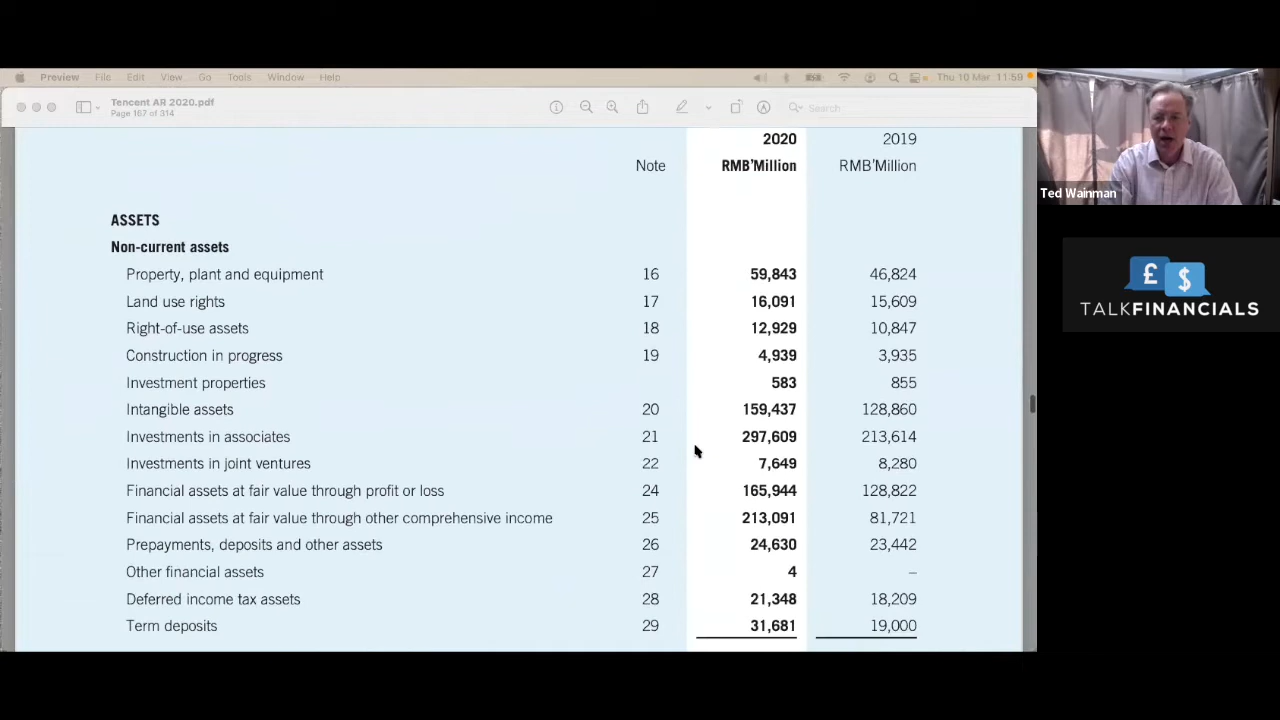 Preview File Edit View Go Tools Window Help Thu 10 Mar 11:59
Tencent AR 2020.pdf
Page 167 of 314
Search
2020 2019
Note RMB'Million RMB'Million
ASSETS
Non-current assets
Property, plant and equipment 16 59,843 46,824
Land use rights 17 16,091 15,609
Right-of-use assets 18 12,929 10,847
Construction in progress 19 4,939 3,935
Investment properties 583 855
Intangible assets 20 159,437 128,860
Investments in associates 21 297,609 213,614
Investments in joint ventures 22 7,649 8,280
Financial assets at fair value through profit or loss 24 165,944 128,822
Financial assets at fair value through other comprehensive income 25 213,091 81,721
Prepayments, deposits and other assets 26 24,630 23,442
Other financial assets 27 4 –
Deferred income tax assets 28 21,348 18,209
Term deposits 29 31,681 19,000
Ted Wainman
£ $
TALKFINANCIALS